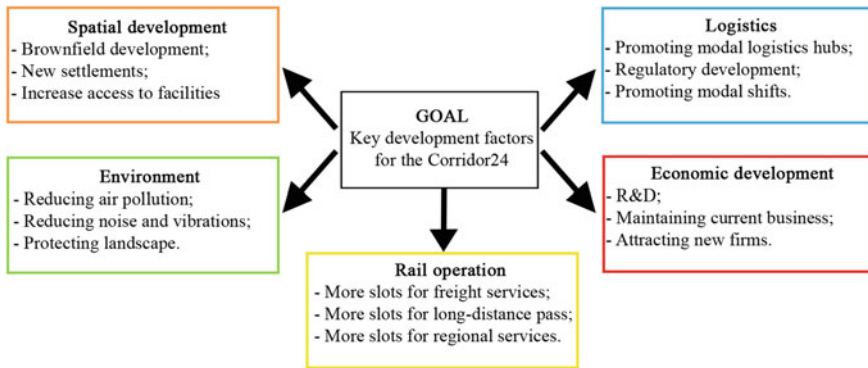 Spatial development
- Brownfield development;
- New settlements;
- Increase access to facilities
Logistics
- Promoting modal logistics hubs;
- Regulatory development;
- Promoting modal shifts.
GOAL
Key development factors
for the Corridor24
Environment
- Reducing air pollution;
- Reducing noise and vibrations;
- Protecting landscape.
Economic development
- R&D;
- Maintaining current business;
- Attracting new firms.
Rail operation
- More slots for freight services;
- More slots for long-distance pass;
- More slots for regional services.